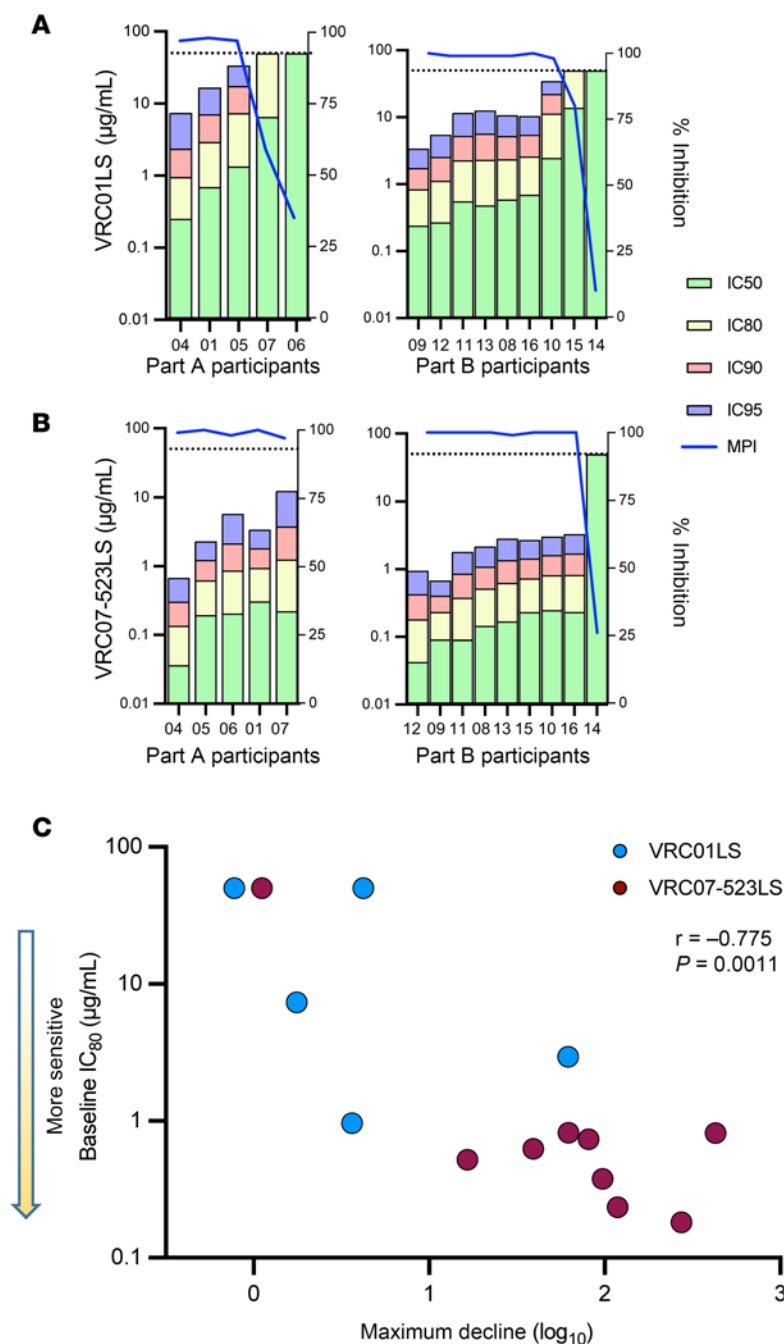 A
VRC01LS (µg/mL)
100
10
1
0.1
0.01
100
75
50
25
0
04 01 05 07 06
Part A participants
100
10
1
0.1
0.01
100
75
50
25
0
% Inhibition
09 12 11 13 08 16 10 15 14
Part B participants
IC50
IC80
IC90
IC95
MPI
B
VRC07-523LS (µg/mL)
100
10
1
0.1
0.01
100
75
50
25
0
04 05 06 01 07
Part A participants
100
10
1
0.1
0.01
100
75
50
25
0
% Inhibition
12 09 11 08 13 15 10 16 14
Part B participants
C
More sensitive
Baseline IC80 (µg/mL)
100
10
1
0.1
VRC01LS
VRC07-523LS
r = –0.775
P = 0.0011
0 1 2 3
Maximum decline (log10)